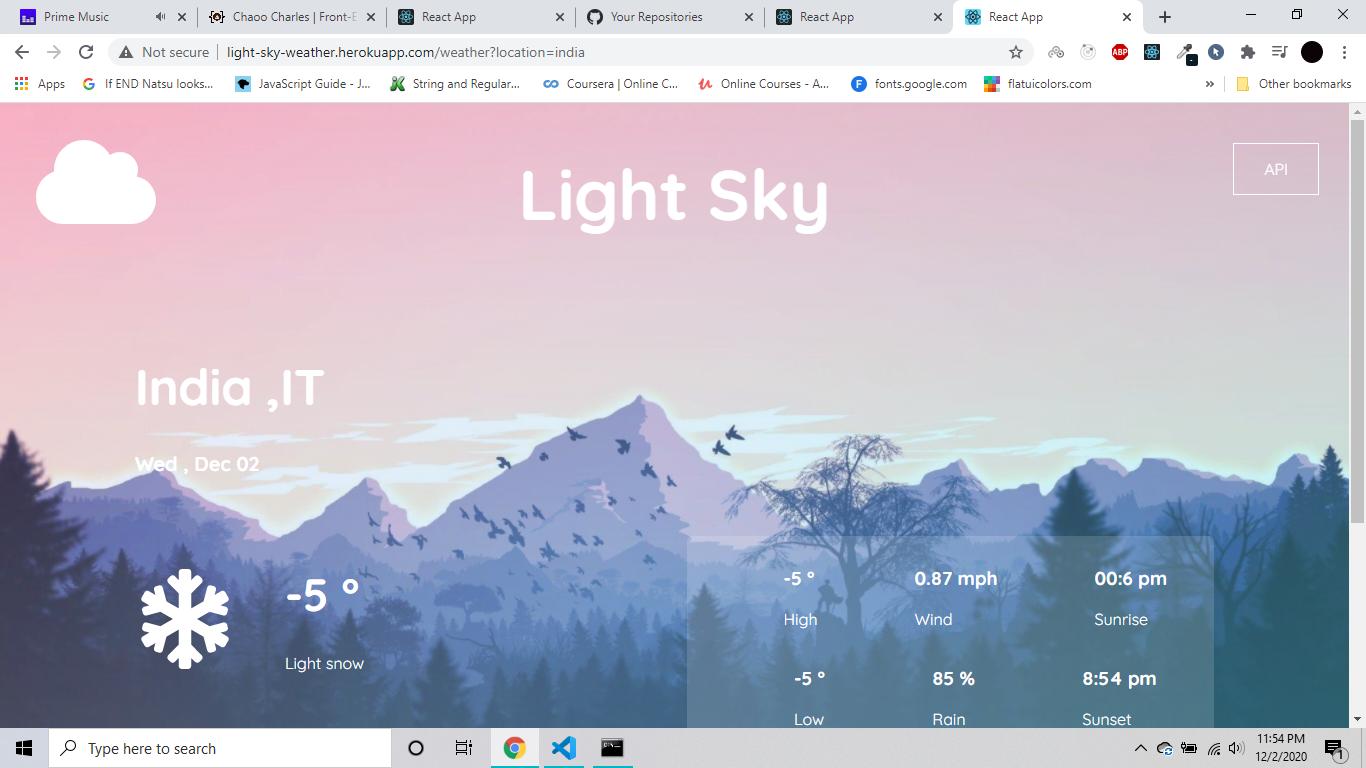 Prime Music
Chaoo Charles | Front-E
React App
Your Repositories
React App
React App
Not secure
light-sky-weather.herokuapp.com/weather?location=india
ABP
Apps
If END Natsu looks...
JavaScript Guide - J...
String and Regular...
Coursera | Online C...
Online Courses - A...
fonts.google.com
flatuicolors.com
»
Other bookmarks
Light Sky
API
India ,IT
Wed , Dec 02
-5 °
Light snow
-5 °
0.87 mph
00:6 pm
High
Wind
Sunrise
-5 °
85 %
8:54 pm
Low
Rain
Sunset
Type here to search
11:54 PM
12/2/2020
1